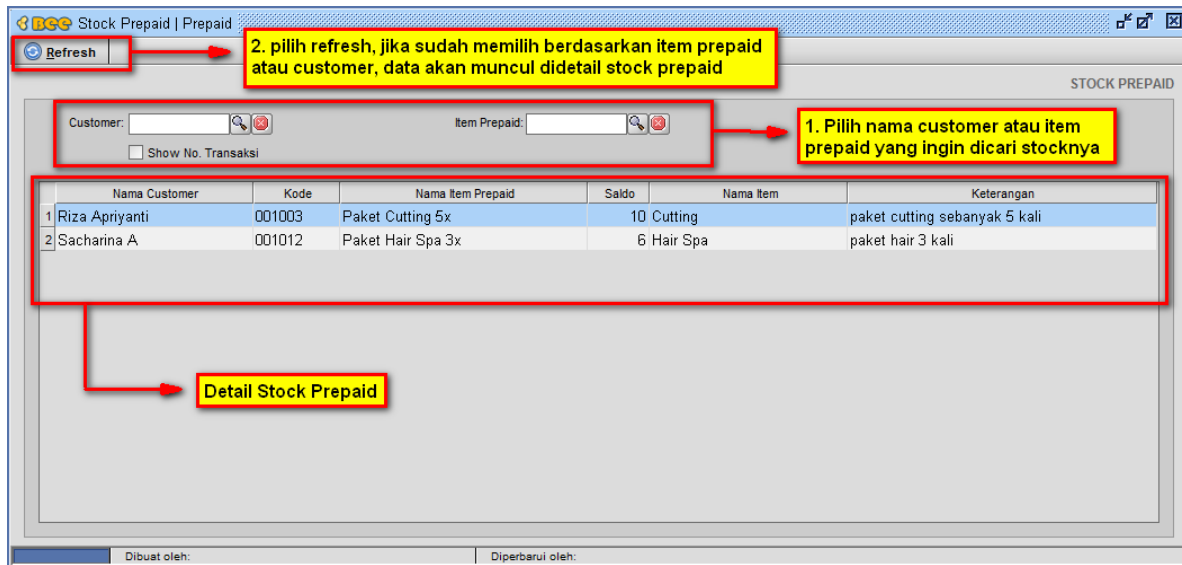 Bee Stock Prepaid | Prepaid
Refresh
2. pilih refresh, jika sudah memilih berdasarkan item prepaid
atau customer, data akan muncul didetail stock prepaid
STOCK PREPAID
Customer: Item Prepaid:
Show No. Transaksi
1. Pilih nama customer atau item
prepaid yang ingin dicari stocknya
Nama Customer Kode Nama Item Prepaid Saldo Nama Item Keterangan
1 Riza Apriyanti 001003 Paket Cutting 5x 10 Cutting paket cutting sebanyak 5 kali
2 Sacharina A 001012 Paket Hair Spa 3x 6 Hair Spa paket hair 3 kali
Detail Stock Prepaid
Dibuat oleh: Diperbarui oleh: